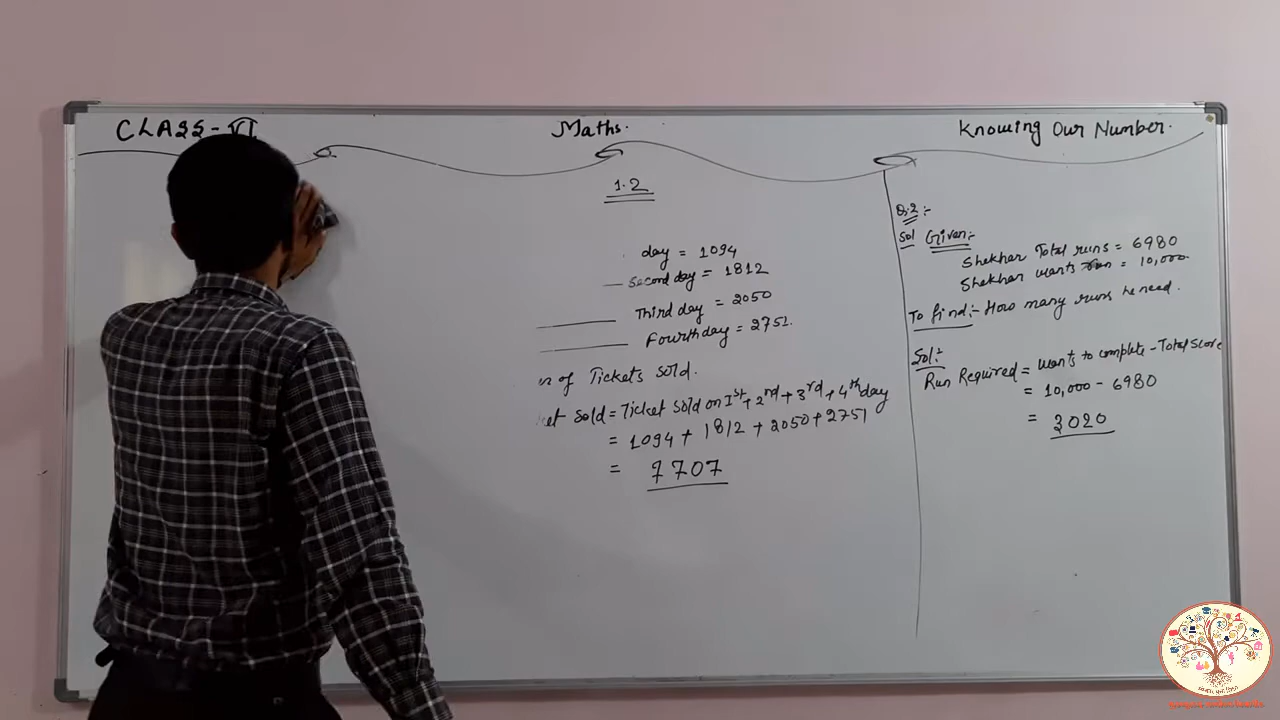 CLASS-VI
Maths.
Knowing Our Number.
1.2
day = 1094
Second day = 1812
Third day = 2050
Fourth day = 2751.
of Tickets sold.
sold = Ticket sold on Ist + 2nd + 3rd + 4th day
= 1094 + 1812 + 2050 + 2751
= 7707
Q.2 :-
Sol Given:-
Shekhar Total runs = 6980
Shekhar wants = 10,000
To find:- How many runs he need.
Sol:-
Run Required = wants to complete - Total Score
= 10,000 - 6980
= 3020